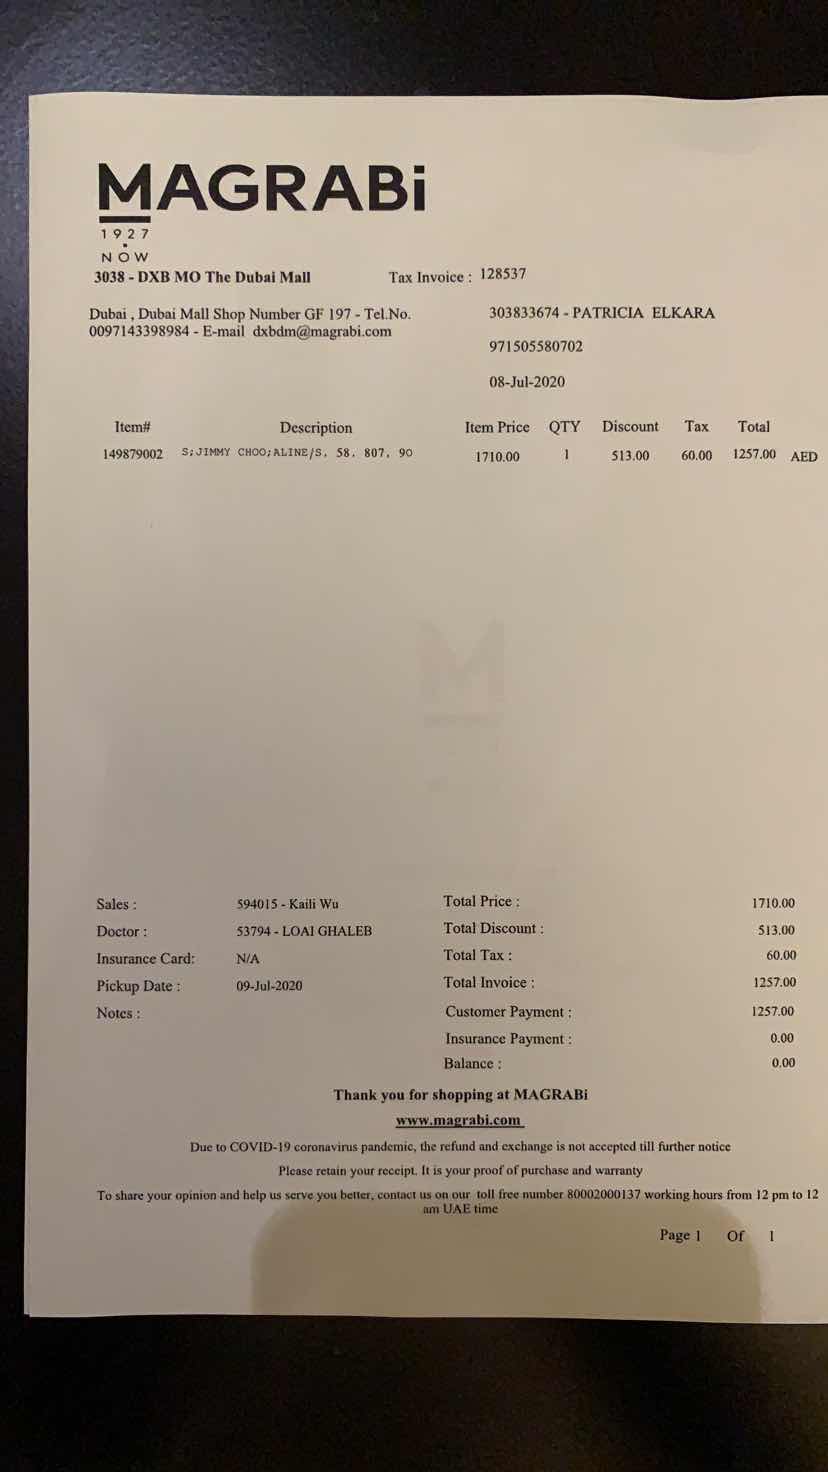 MAGRABi
1927
NOW
3038 - DXB MO The Dubai Mall Tax Invoice : 128537
Dubai , Dubai Mall Shop Number GF 197 - Tel.No. 303833674 - PATRICIA ELKARA
0097143398984 - E-mail dxbdm@magrabi.com
971505580702
08-Jul-2020
Item# Description Item Price QTY Discount Tax Total
149879002 S;JIMMY CHOO;ALINE/S, 58, 807, 90 1710.00 1 513.00 60.00 1257.00 AED
M
Sales : 594015 - Kaili Wu Total Price : 1710.00
Doctor : 53794 - LOAI GHALEB Total Discount : 513.00
Insurance Card: N/A Total Tax : 60.00
Pickup Date : 09-Jul-2020 Total Invoice : 1257.00
Notes : Customer Payment : 1257.00
Insurance Payment : 0.00
Balance : 0.00
Thank you for shopping at MAGRABi
www.magrabi.com
Due to COVID-19 coronavirus pandemic, the refund and exchange is not accepted till further notice
Please retain your receipt. It is your proof of purchase and warranty
To share your opinion and help us serve you better, contact us on our toll free number 80002000137 working hours from 12 pm to 12
am UAE time
Page 1 Of 1